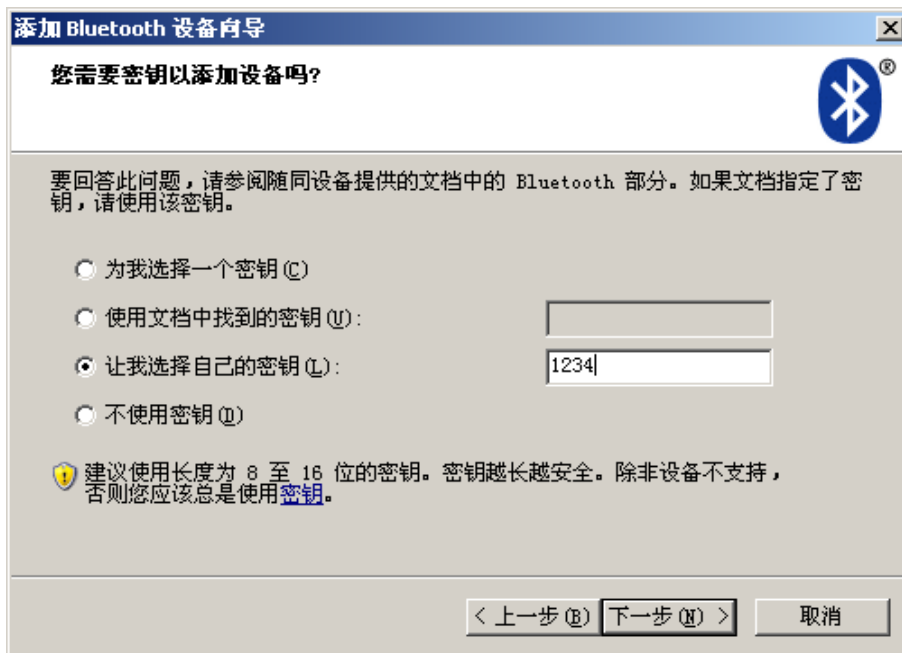 添加 Bluetooth 设备向导
您需要密钥以添加设备吗?
®
要回答此问题，请参阅随同设备提供的文档中的 Bluetooth 部分。如果文档指定了密
钥，请使用该密钥。
为我选择一个密钥(C)
使用文档中找到的密钥(U):
让我选择自己的密钥(L): 1234
不使用密钥(D)
建议使用长度为 8 至 16 位的密钥。密钥越长越安全。除非设备不支持，
否则您应该总是使用密钥。
< 上一步(B) 下一步(N) > 取消